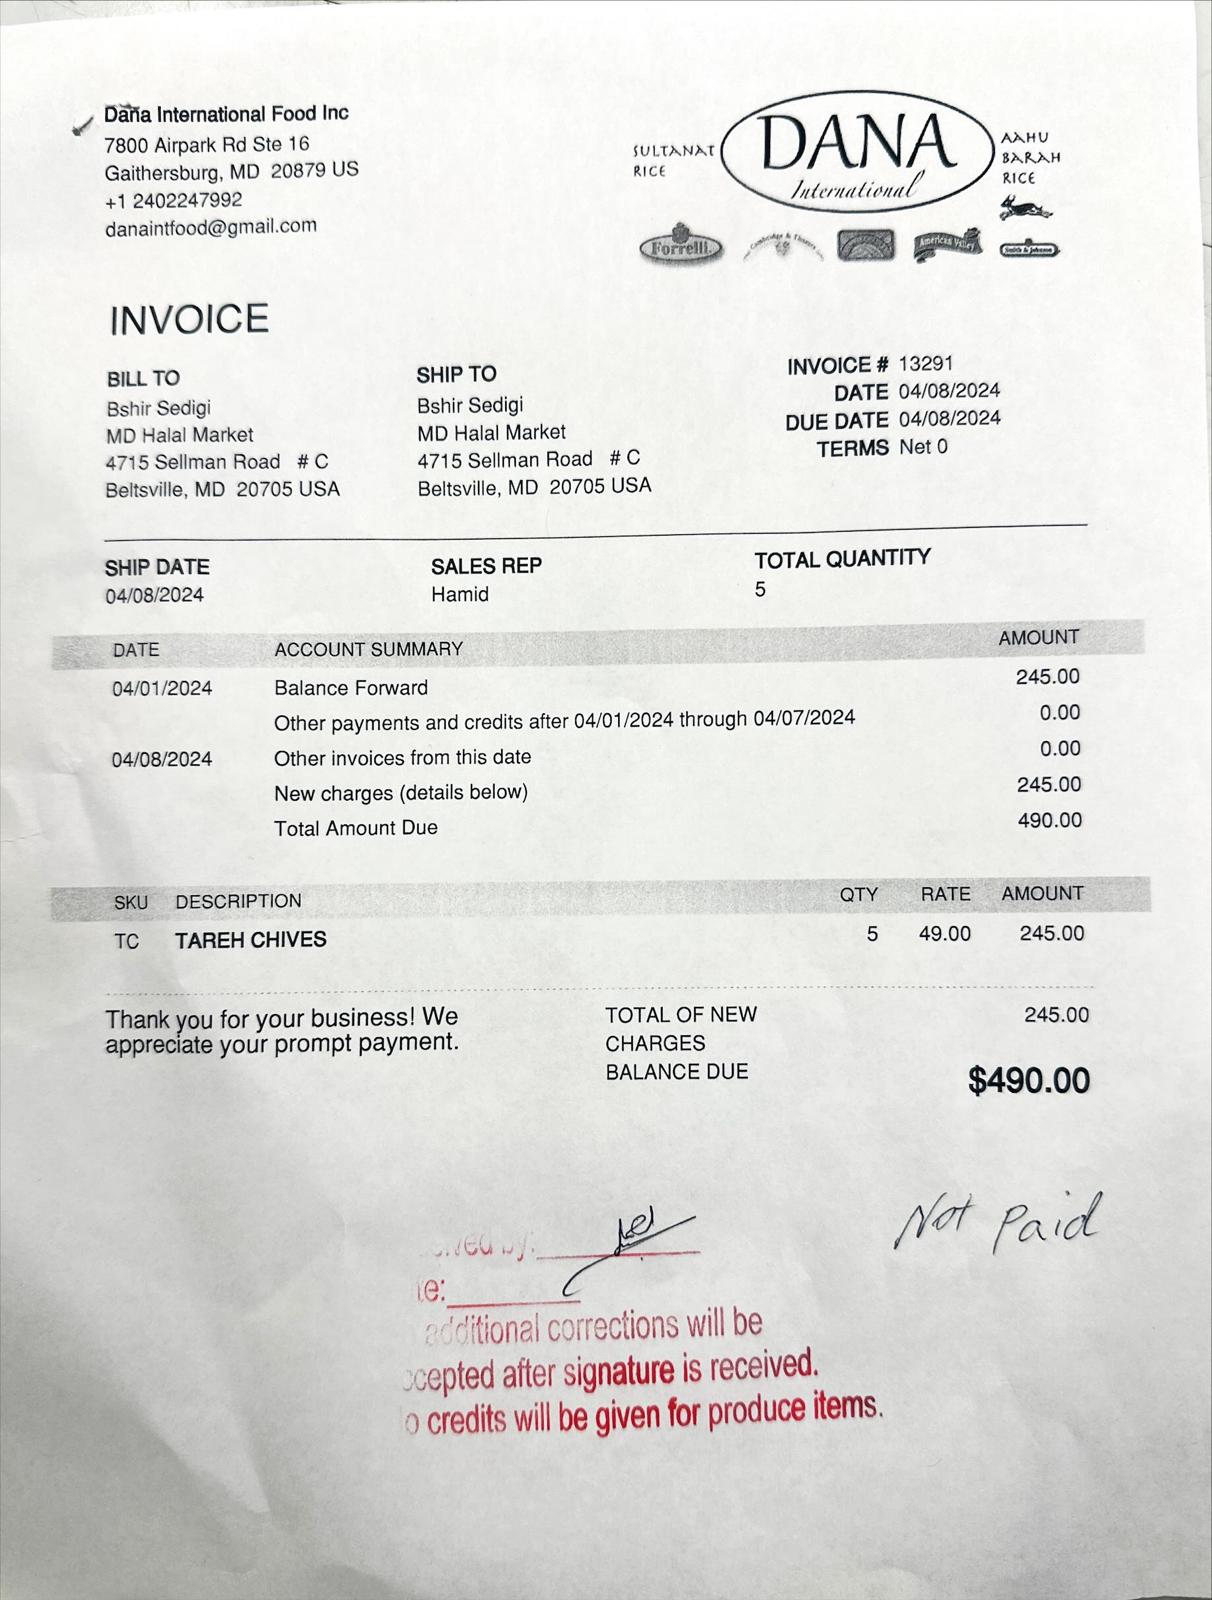 Dana International Food Inc
7800 Airpark Rd Ste 16
Gaithersburg, MD 20879 US
+1 2402247992
danaintfood@gmail.com
SULTANAT
RICE
DANA
International
AAHU
BARAH
RICE
Forrelli
American Valley
Smith & Johnson
INVOICE
BILL TO
Bshir Sedigi
MD Halal Market
4715 Sellman Road # C
Beltsville, MD 20705 USA
SHIP TO
Bshir Sedigi
MD Halal Market
4715 Sellman Road # C
Beltsville, MD 20705 USA
INVOICE # 13291
DATE 04/08/2024
DUE DATE 04/08/2024
TERMS Net 0
SHIP DATE
04/08/2024
SALES REP
Hamid
TOTAL QUANTITY
5
DATE ACCOUNT SUMMARY AMOUNT
04/01/2024 Balance Forward 245.00
Other payments and credits after 04/01/2024 through 04/07/2024 0.00
04/08/2024 Other invoices from this date 0.00
New charges (details below) 245.00
Total Amount Due 490.00
SKU DESCRIPTION QTY RATE AMOUNT
TC TAREH CHIVES 5 49.00 245.00
Thank you for your business! We
appreciate your prompt payment.
TOTAL OF NEW 245.00
CHARGES
BALANCE DUE $490.00
Not Paid
by:
additional corrections will be
ccepted after signature is received.
o credits will be given for produce items.